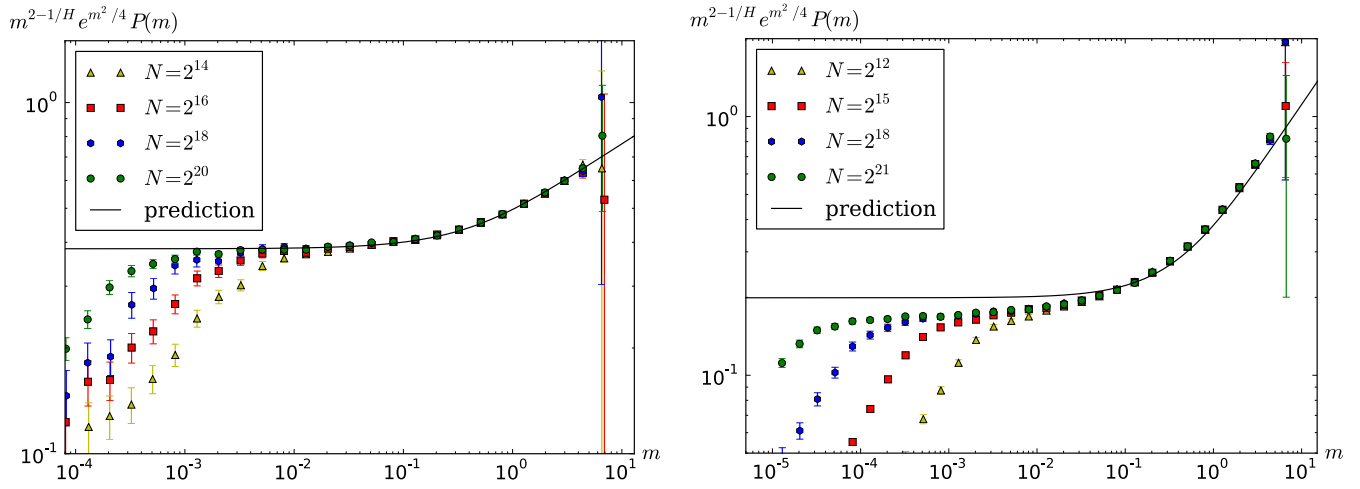 m^{2-1/H} e^{m^2/4} P(m)
N=2^{14}
N=2^{16}
N=2^{18}
N=2^{20}
prediction
10^0
10^{-1}
10^{-4} 10^{-3} 10^{-2} 10^{-1} 10^0 10^1 m
m^{2-1/H} e^{m^2/4} P(m)
N=2^{12}
N=2^{15}
N=2^{18}
N=2^{21}
prediction
10^0
10^{-1}
10^{-5} 10^{-4} 10^{-3} 10^{-2} 10^{-1} 10^0 10^1 m